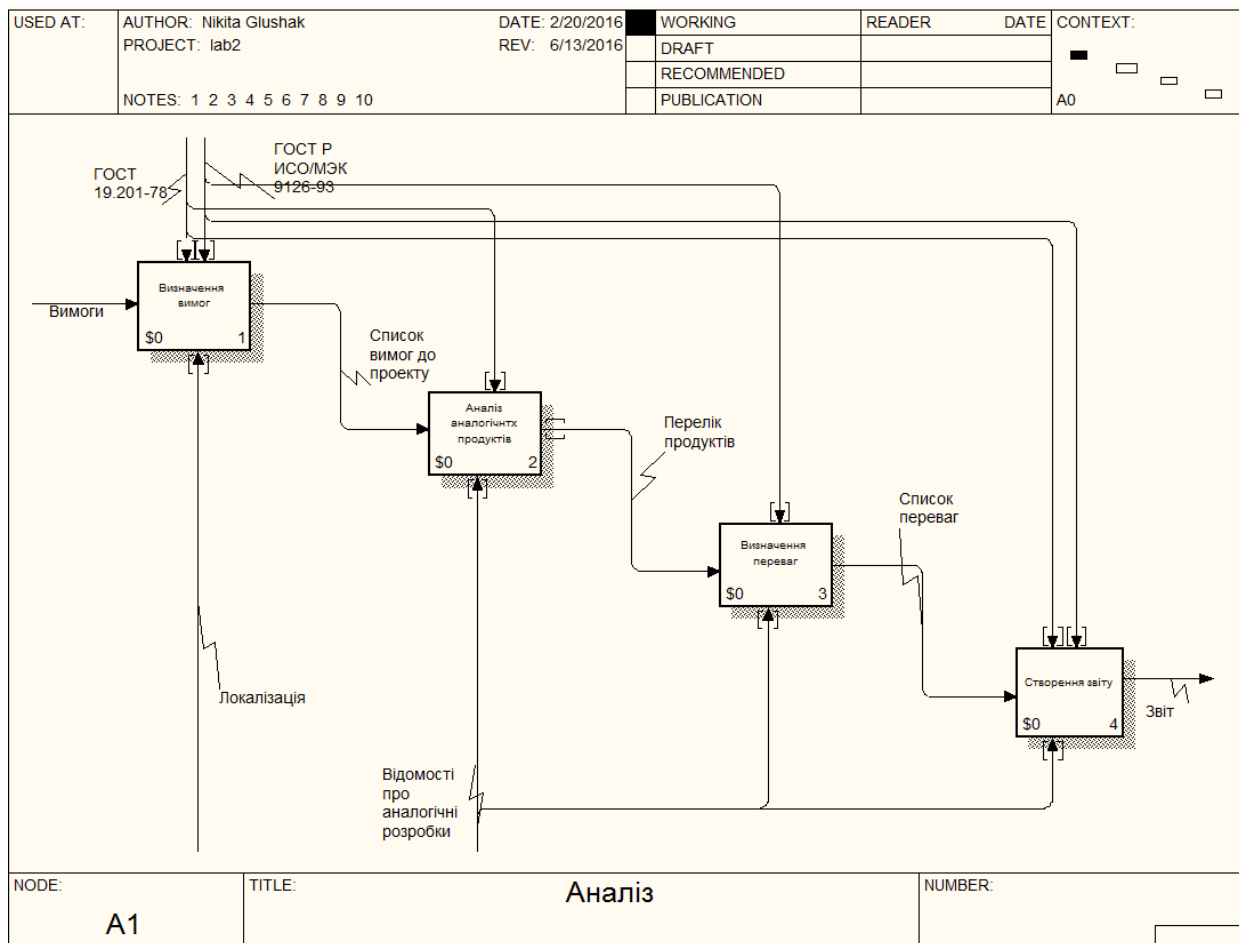 USED AT:
AUTHOR: Nikita Glushak
DATE: 2/20/2016
PROJECT: lab2
REV: 6/13/2016
NOTES: 1 2 3 4 5 6 7 8 9 10
WORKING
DRAFT
RECOMMENDED
PUBLICATION
READER
DATE
CONTEXT:
A0
ГОСТ
19.201-78
ГОСТ Р
ИСО/МЭК
9126-93
Вимоги
Визначення
вимог
$0 1
Список
вимог до
проекту
Аналіз
аналогічнтх
продуктів
$0 2
Перелік
продуктів
Визначення
переваг
$0 3
Список
переваг
Створення звіту
$0 4
Звіт
Локалізація
Відомості
про
аналогічні
розробки
NODE:
A1
TITLE:
Аналіз
NUMBER: